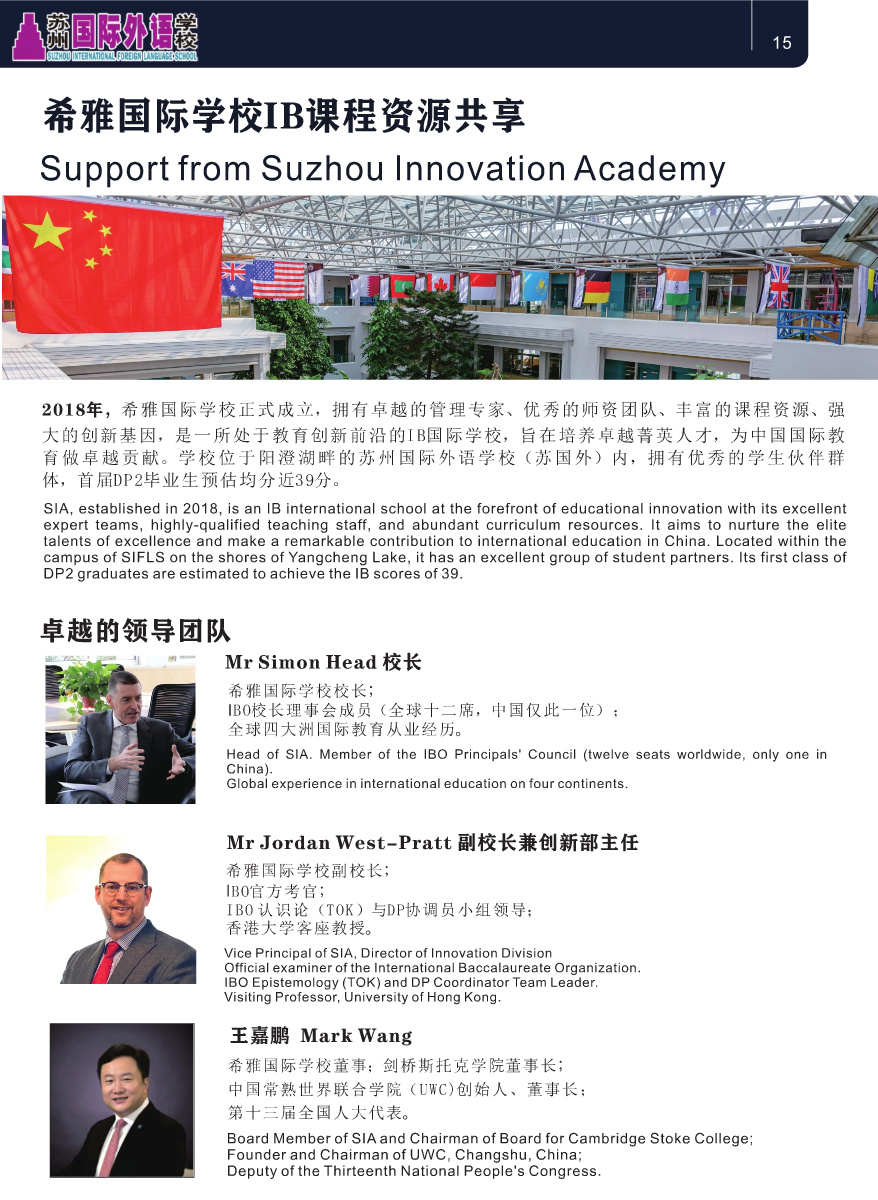 苏州国际外语学校
SUZHOU INTERNATIONAL FOREIGN LANGUAGE SCHOOL
15
希雅国际学校IB课程资源共享
Support from Suzhou Innovation Academy
2018年，希雅国际学校正式成立，拥有卓越的管理专家、优秀的师资团队、丰富的课程资源、强
大的创新基因，是一所处于教育创新前沿的IB国际学校，旨在培养卓越菁英人才，为中国国际教
育做卓越贡献。学校位于阳澄湖畔的苏州国际外语学校（苏国外）内，拥有优秀的学生伙伴群
体，首届DP2毕业生预估均分近39分。
SIA, established in 2018, is an IB international school at the forefront of educational innovation with its excellent
expert teams, highly-qualified teaching staff, and abundant curriculum resources. It aims to nurture the elite
talents of excellence and make a remarkable contribution to international education in China. Located within the
campus of SIFLS on the shores of Yangcheng Lake, it has an excellent group of student partners. Its first class of
DP2 graduates are estimated to achieve the IB scores of 39.
卓越的领导团队
Mr Simon Head 校长
希雅国际学校校长；
IBO校长理事会成员（全球十二席，中国仅此一位）；
全球四大洲国际教育从业经历。
Head of SIA. Member of the IBO Principals' Council (twelve seats worldwide, only one in
China).
Global experience in international education on four continents.
Mr Jordan West-Pratt 副校长兼创新部主任
希雅国际学校副校长；
IBO官方考官；
IBO 认识论（TOK）与DP协调员小组领导；
香港大学客座教授。
Vice Principal of SIA, Director of Innovation Division
Official examiner of the International Baccalaureate Organization.
IBO Epistemology (TOK) and DP Coordinator Team Leader.
Visiting Professor, University of Hong Kong.
王嘉鹏 Mark Wang
希雅国际学校董事；剑桥斯托克学院董事长；
中国常熟世界联合学院（UWC)创始人、董事长；
第十三届全国人大代表。
Board Member of SIA and Chairman of Board for Cambridge Stoke College;
Founder and Chairman of UWC, Changshu, China;
Deputy of the Thirteenth National People's Congress.